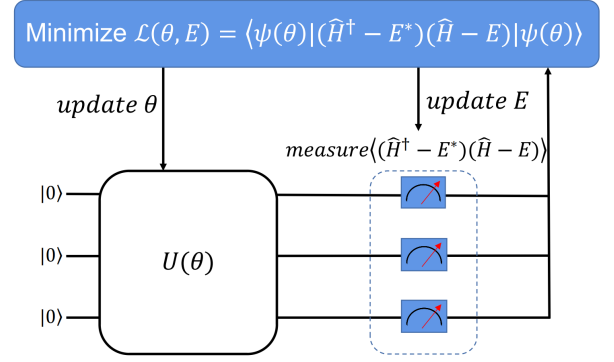 Minimize ℒ(θ, E) = ⟨ψ(θ)|(Ĥ† − E*)(Ĥ − E)|ψ(θ)⟩
update θ
update E
measure⟨(Ĥ† − E*)(Ĥ − E)⟩
|0⟩
|0⟩
U(θ)
|0⟩